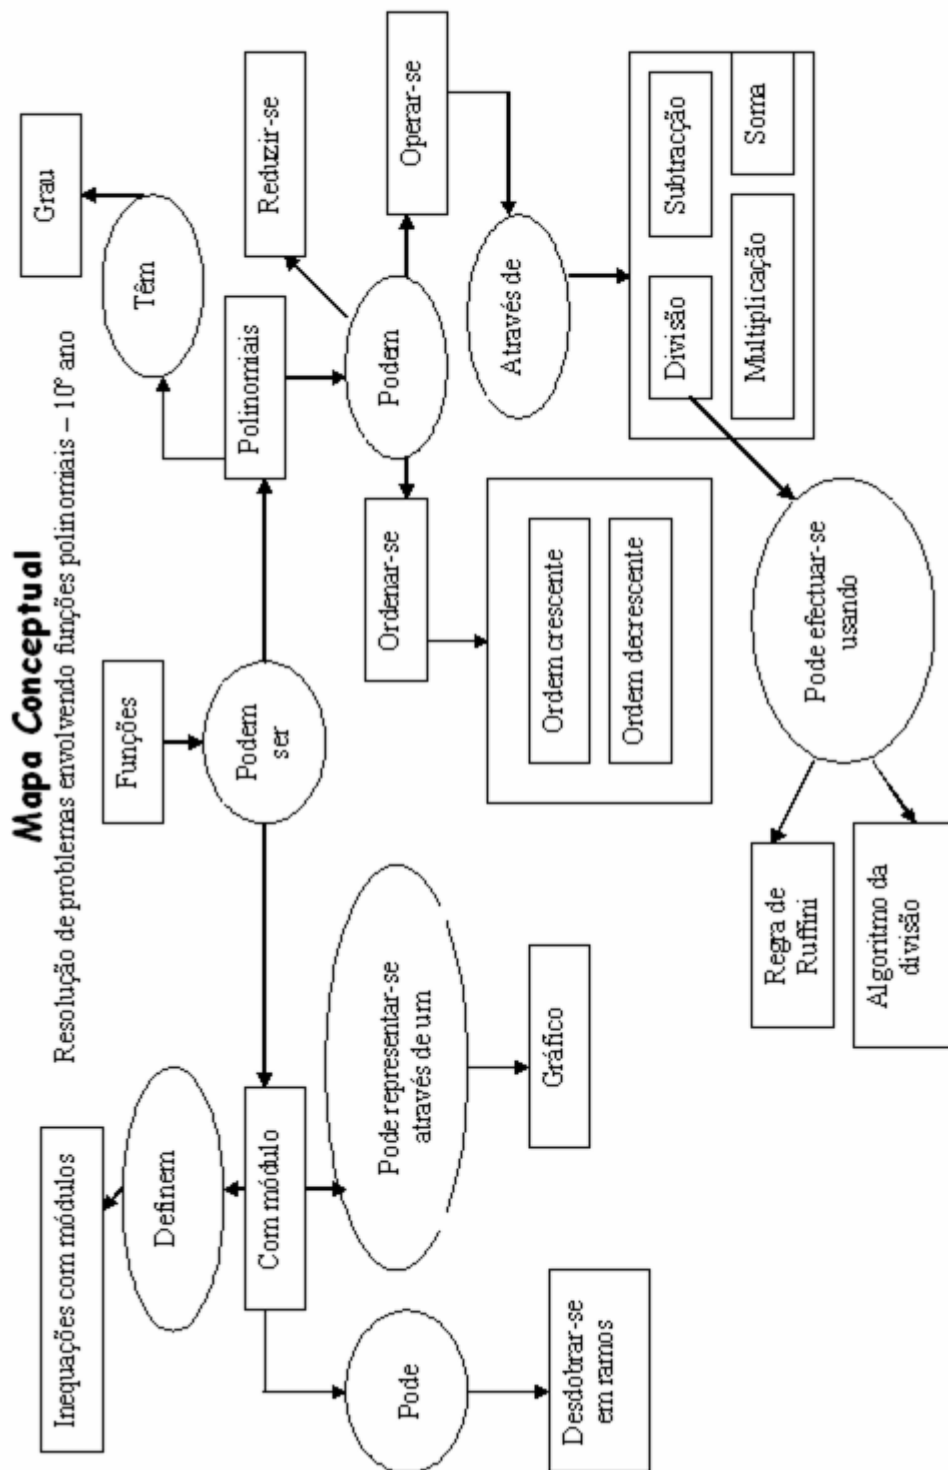 Mapa Conceptual
Resolução de problemas envolvendo funções polinomiais – 10º ano
Inequações com módulos
Funções
Grau
Definem
Têm
Com módulo
Podem
ser
Polinomiais
Reduzir-se
Pode
Pode representar-se
através de um
Ordenar-se
Podem
Operar-se
Através de
Desdobrar-se
em ramos
Gráfico
Ordem crescente
Ordem decrescente
Divisão
Subtracção
Multiplicação
Soma
Regra de
Ruffini
Pode efectuar-se
usando
Algoritmo da
divisão